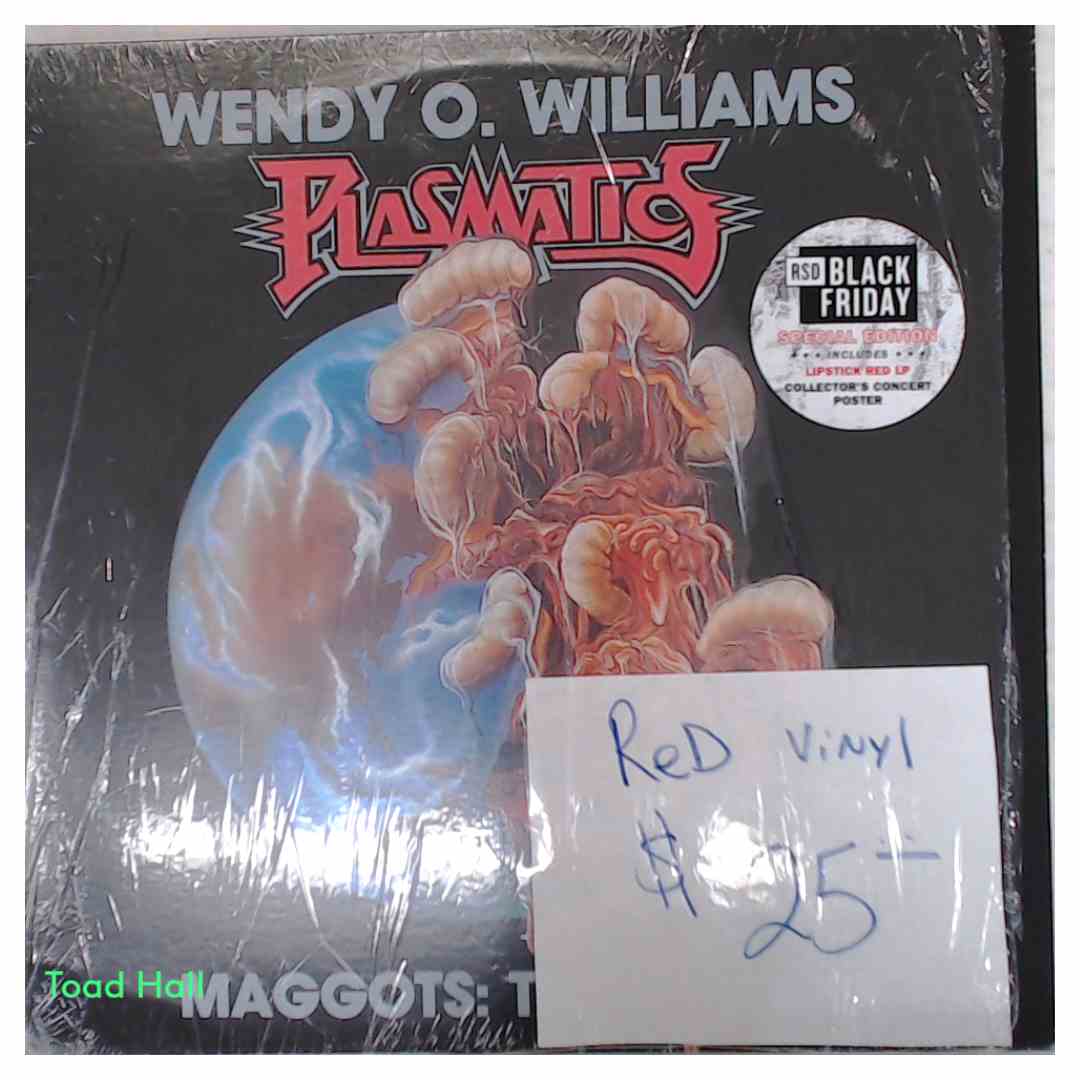 WENDY O. WILLIAMS
PLASMATICS
RSD BLACK
FRIDAY
SPECIAL EDITION
• • • INCLUDES • • •
LIPSTICK RED LP
COLLECTOR'S CONCERT
POSTER
ReD ViNyl
$ 25
Toad Hall
MAGGOTS: T